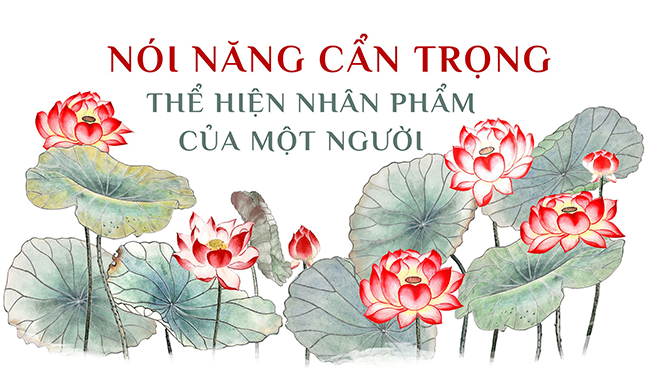 NÓI NĂNG CẨN TRỌNG
THỂ HIỆN NHÂN PHẨM
CỦA MỘT NGƯỜI